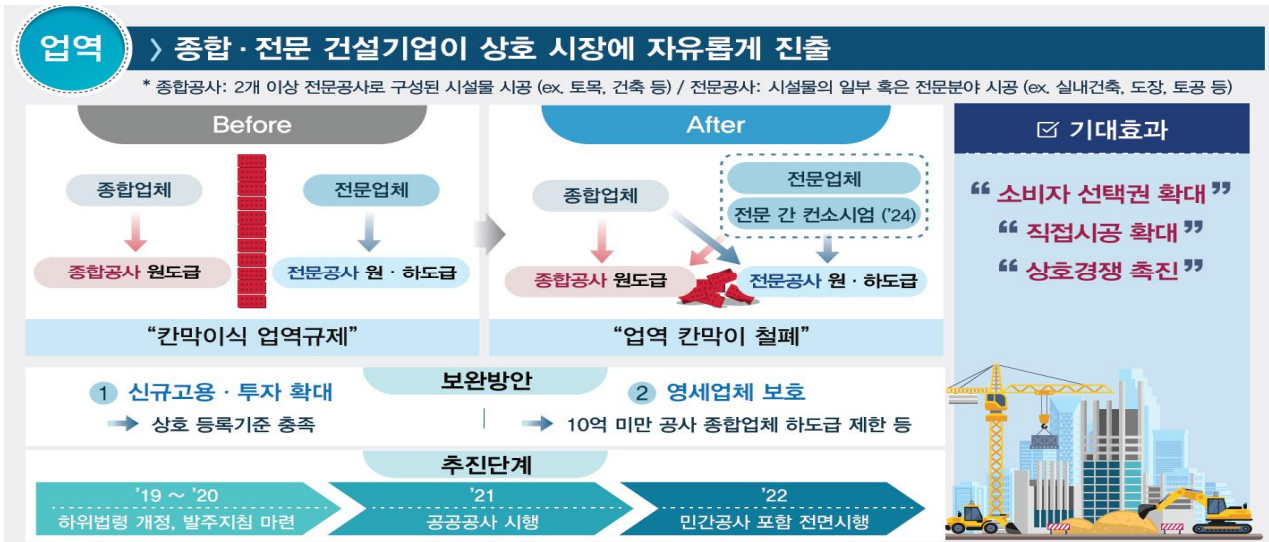 업역
〉 종합 · 전문 건설기업이 상호 시장에 자유롭게 진출
* 종합공사: 2개 이상 전문공사로 구성된 시설물 시공 (ex. 토목, 건축 등) / 전문공사: 시설물의 일부 혹은 전문분야 시공 (ex. 실내건축, 도장, 토공 등)
Before
종합업체
전문업체
종합공사 원도급
전문공사 원 · 하도급
“칸막이식 업역규제”
After
종합업체
전문업체
전문 간 컨소시엄 (’24)
종합공사 원도급
전문공사 원 · 하도급
“업역 칸막이 철폐”
기대효과
“ 소비자 선택권 확대 ”
“ 직접시공 확대 ”
“ 상호경쟁 촉진 ”
보완방안
1 신규고용 · 투자 확대
상호 등록기준 충족
2 영세업체 보호
10억 미만 공사 종합업체 하도급 제한 등
추진단계
’19 ~ ’20
하위법령 개정, 발주지침 마련
’21
공공공사 시행
’22
민간공사 포함 전면시행